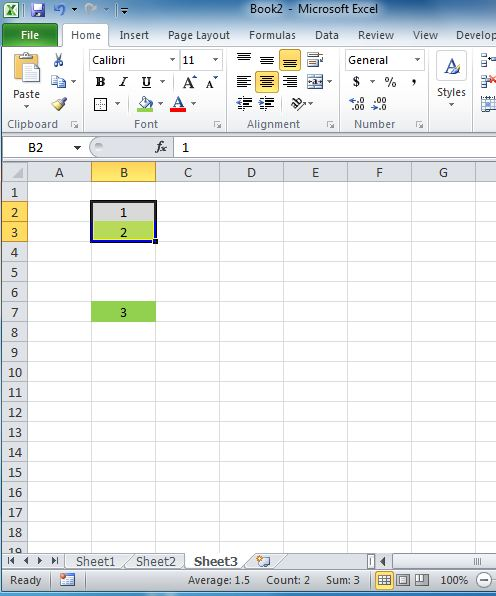 Book2 - Microsoft Excel
File Home Insert Page Layout Formulas Data Review View Develop
Calibri 11 General
Paste B I U A A $ % , Styles
.0 .00 .00 .0
Clipboard Font Alignment Number
B2 fx 1
A B C D E F G
1
2 1
3 2
4
5
6
7 3
8
9
10
11
12
13
14
15
16
17
18
19
Sheet1 Sheet2 Sheet3
Ready Average: 1.5 Count: 2 Sum: 3 100%